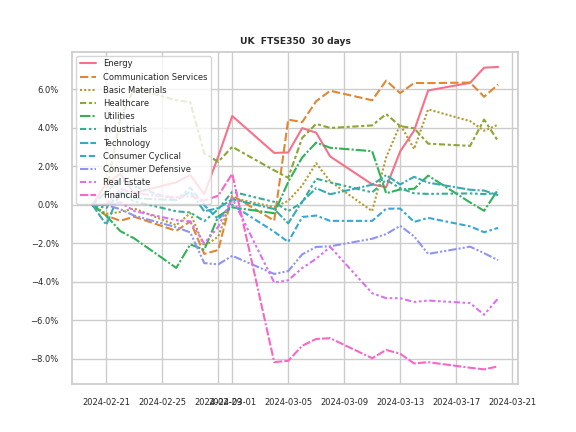 UK  FTSE350  30 days
Energy
Communication Services
Basic Materials
Healthcare
Utilities
Industrials
Technology
Consumer Cyclical
Consumer Defensive
Real Estate
Financial
6.0%
4.0%
2.0%
0.0%
−2.0%
−4.0%
−6.0%
−8.0%
2024-02-21 2024-02-25 2024-02-29 2024-03-01 2024-03-05 2024-03-09 2024-03-13 2024-03-17 2024-03-21